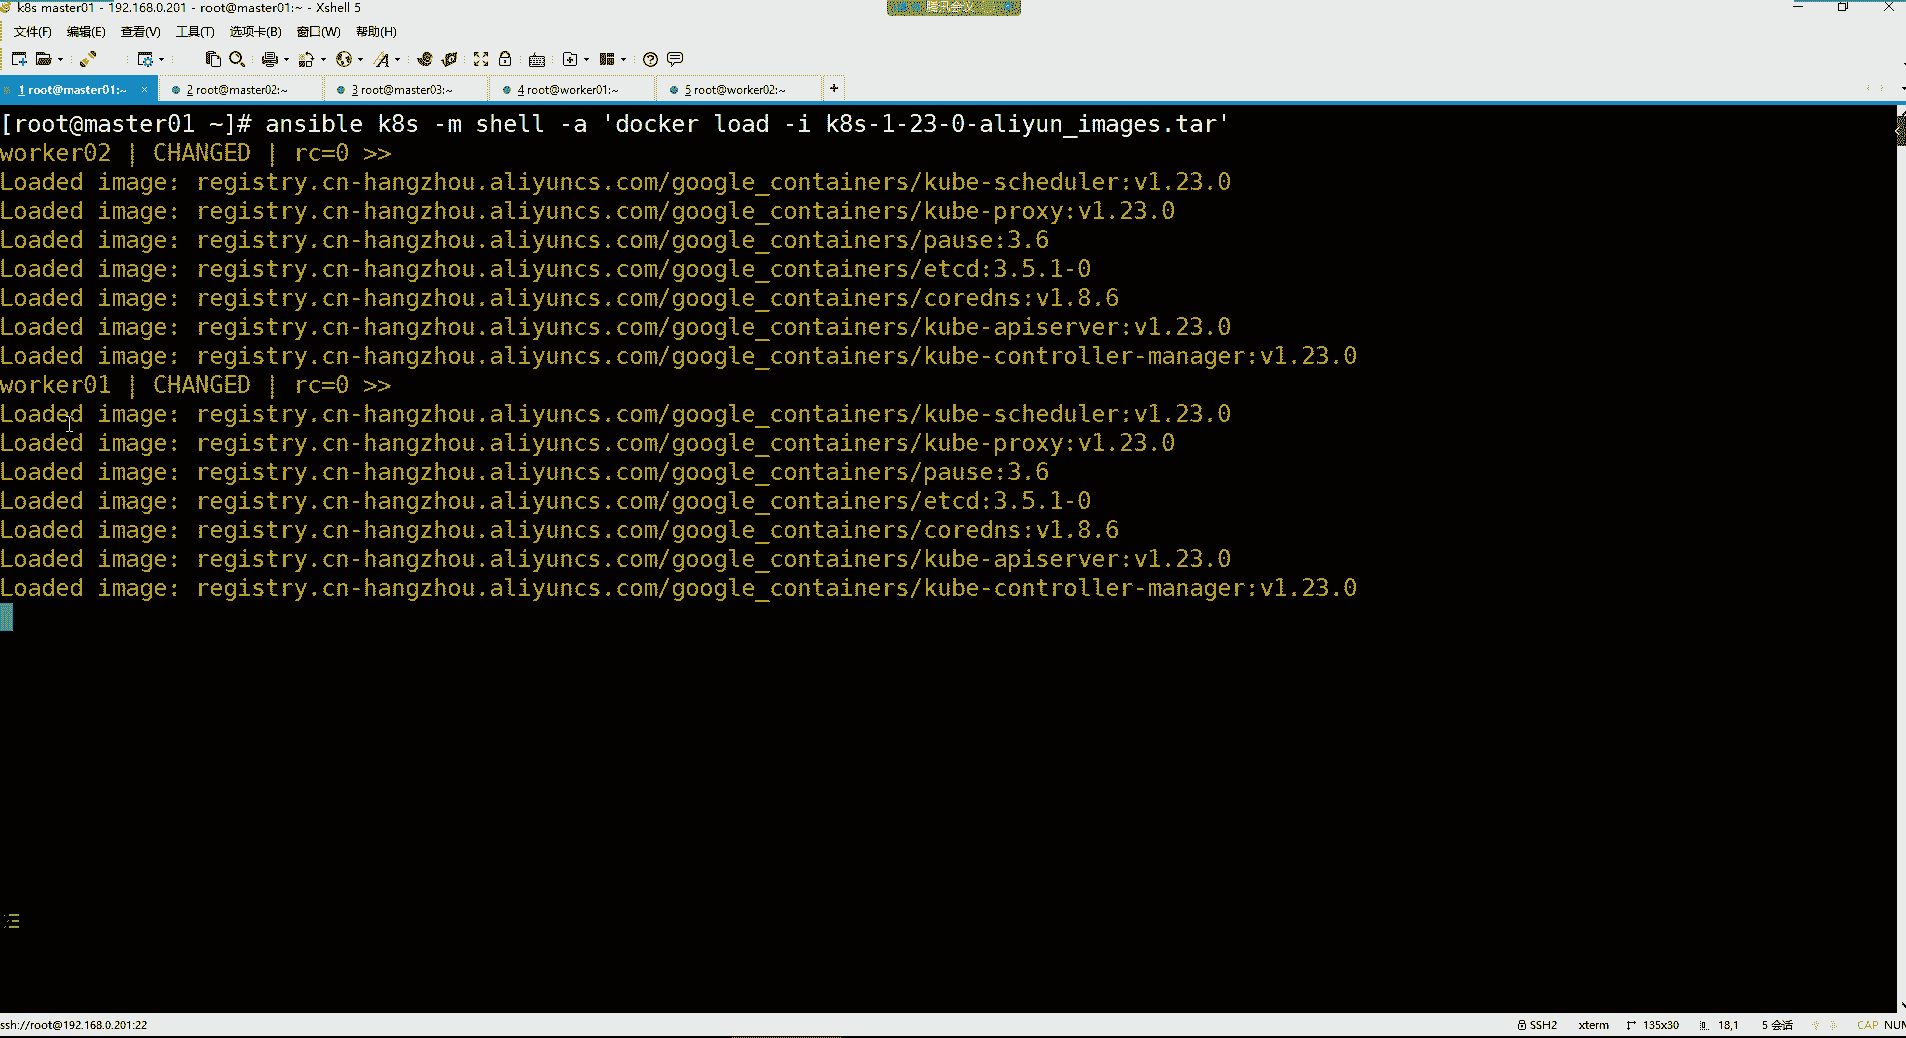 k8s master01 - 192.168.0.201 - root@master01:~ - Xshell 5
文件(F) 编辑(E) 查看(V) 工具(T) 选项卡(B) 窗口(W) 帮助(H)
1 root@master01:~ × 2 root@master02:~ 3 root@master03:~ 4 root@worker01:~ 5 root@worker02:~ +
[root@master01 ~]# ansible k8s -m shell -a 'docker load -i k8s-1-23-0-aliyun_images.tar'
worker02 | CHANGED | rc=0 >>
Loaded image: registry.cn-hangzhou.aliyuncs.com/google_containers/kube-scheduler:v1.23.0
Loaded image: registry.cn-hangzhou.aliyuncs.com/google_containers/kube-proxy:v1.23.0
Loaded image: registry.cn-hangzhou.aliyuncs.com/google_containers/pause:3.6
Loaded image: registry.cn-hangzhou.aliyuncs.com/google_containers/etcd:3.5.1-0
Loaded image: registry.cn-hangzhou.aliyuncs.com/google_containers/coredns:v1.8.6
Loaded image: registry.cn-hangzhou.aliyuncs.com/google_containers/kube-apiserver:v1.23.0
Loaded image: registry.cn-hangzhou.aliyuncs.com/google_containers/kube-controller-manager:v1.23.0
worker01 | CHANGED | rc=0 >>
Loaded image: registry.cn-hangzhou.aliyuncs.com/google_containers/kube-scheduler:v1.23.0
Loaded image: registry.cn-hangzhou.aliyuncs.com/google_containers/kube-proxy:v1.23.0
Loaded image: registry.cn-hangzhou.aliyuncs.com/google_containers/pause:3.6
Loaded image: registry.cn-hangzhou.aliyuncs.com/google_containers/etcd:3.5.1-0
Loaded image: registry.cn-hangzhou.aliyuncs.com/google_containers/coredns:v1.8.6
Loaded image: registry.cn-hangzhou.aliyuncs.com/google_containers/kube-apiserver:v1.23.0
Loaded image: registry.cn-hangzhou.aliyuncs.com/google_containers/kube-controller-manager:v1.23.0
ssh://root@192.168.0.201:22 SSH2 xterm 135x30 18,1 5 会话 CAP NUM